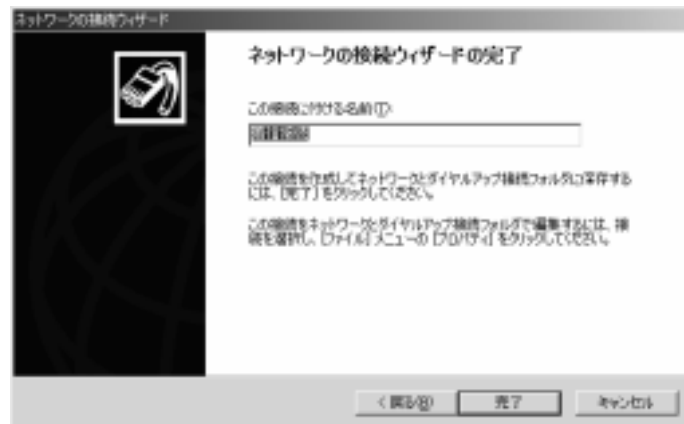 ネットワークの接続ウィザード
ネットワークの接続ウィザードの完了
この接続に付ける名前(T):
この接続を作成してネットワークとダイヤルアップ接続フォルダに保存する
には、[完了] をクリックしてください。
この接続をネットワークとダイヤルアップ接続フォルダで編集するには、接
続を選択し、[ファイル] メニューの [プロパティ] をクリックしてください。
< 戻る(B)
完了
キャンセル